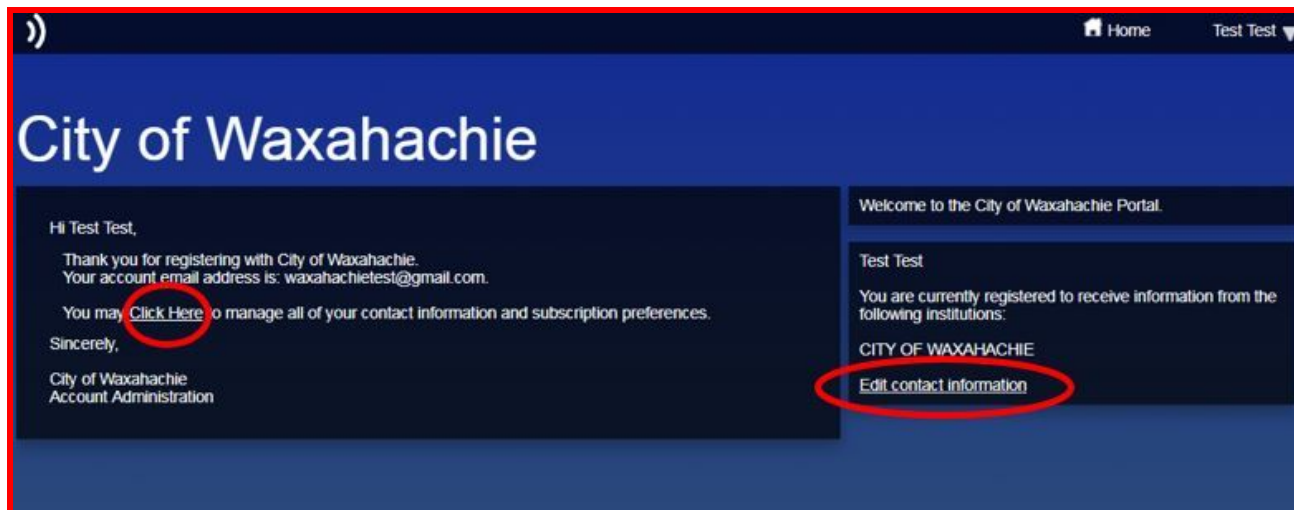 Home
Test Test
City of Waxahachie
Hi Test Test,
Thank you for registering with City of Waxahachie.
Your account email address is: waxahachietest@gmail.com.
You may Click Here to manage all of your contact information and subscription preferences.
Sincerely,
City of Waxahachie
Account Administration
Welcome to the City of Waxahachie Portal.
Test Test
You are currently registered to receive information from the
following institutions:
CITY OF WAXAHACHIE
Edit contact information